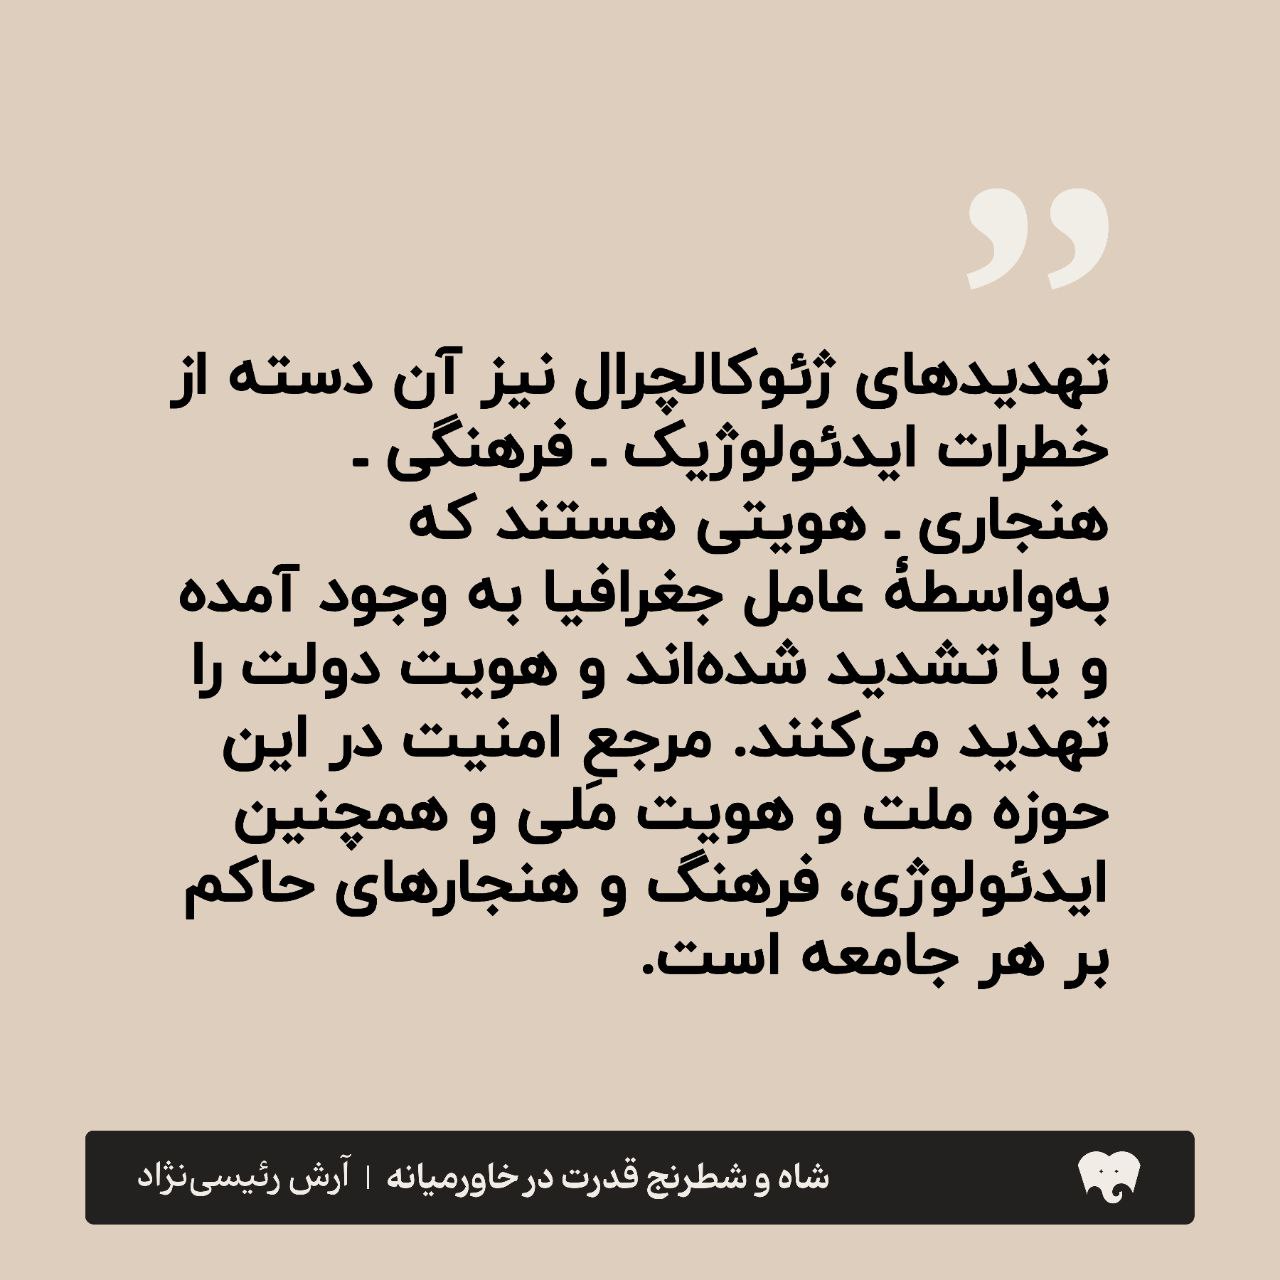 ”
تهدیدهای ژئوکالچرال نیز آن دسته از
خطرات ایدئولوژیک ـ فرهنگی ـ
هنجاری ـ هویتی هستند که
به‌واسطهٔ عامل جغرافیا به وجود آمده
و یا تشدید شده‌اند و هویت دولت را
تهدید می‌کنند. مرجعِ امنیت در این
حوزه ملت و هویت ملی و همچنین
ایدئولوژی، فرهنگ و هنجارهای حاکم
بر هر جامعه است.
شاه و شطرنج قدرت در خاورمیانه | آرش رئیسی‌نژاد